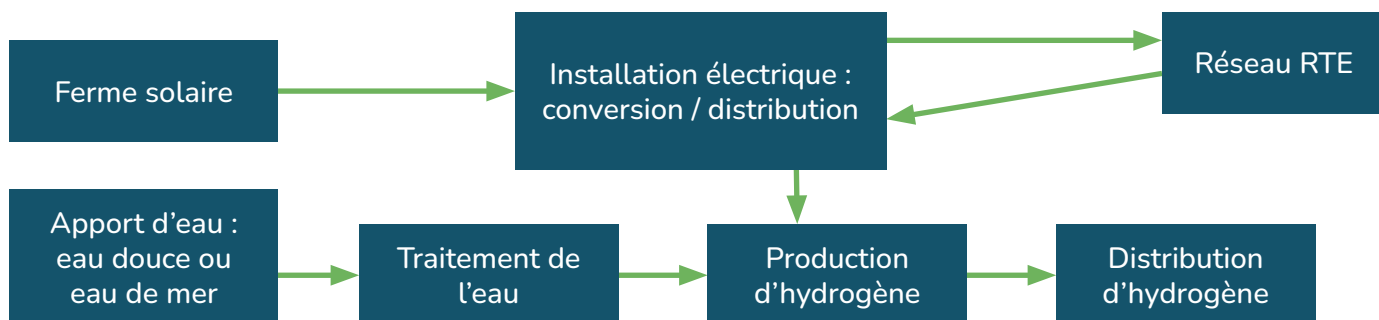 Ferme solaire
Installation électrique :
conversion / distribution
Réseau RTE
Apport d’eau :
eau douce ou
eau de mer
Traitement de
l’eau
Production
d’hydrogène
Distribution
d’hydrogène